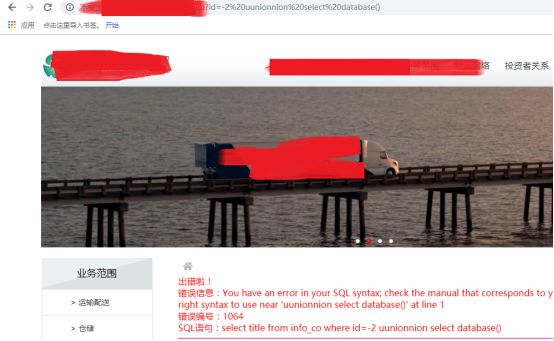 ?id=-2%20uunionnion%20select%20database()
应用 点击这里导入书签。 开始
投资者关系
业务范围
出错啦！
错误信息：You have an error in your SQL syntax; check the manual that corresponds to
right syntax to use near 'uunionnion select database()' at line 1
> 运输配送
错误编号：1064
SQL语句：select title from info_co where id=-2 uunionnion select database()
> 仓储